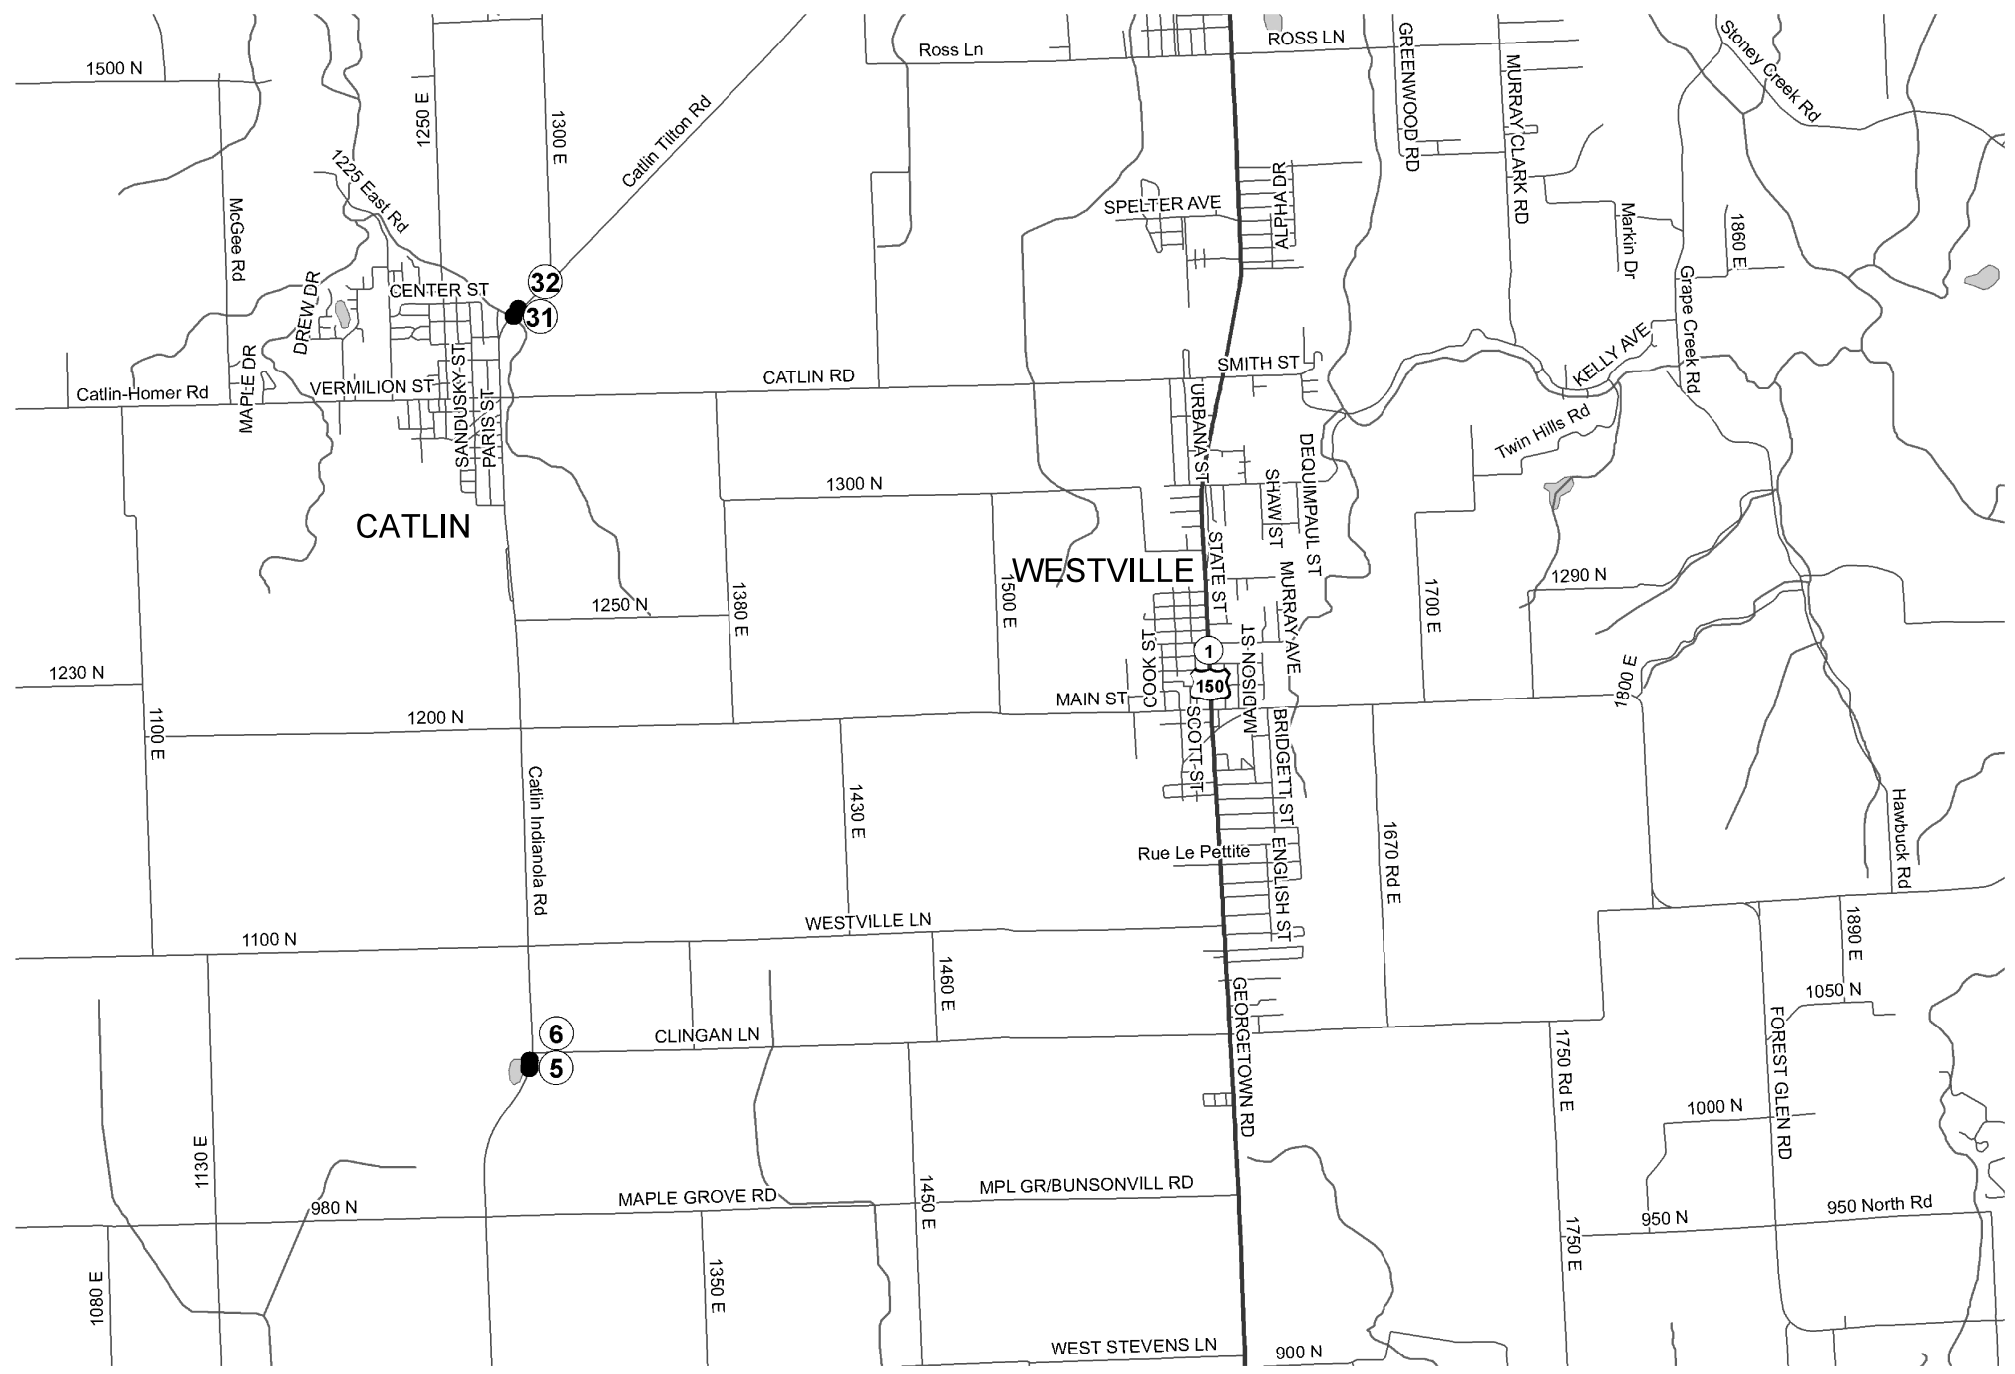 Ross Ln
ROSS LN
1500 N
1250 E
1300 E
Catlin Tilton Rd
GREENWOOD RD
MURRAY CLARK RD
Stoney Creek Rd
1225 East Rd
McGee Rd
SPELTER AVE
ALPHA DR
Markin Dr
1860 E
DREW DR
CENTER ST
32
31
Grape Creek Rd
KELLY AVE
MAPLE DR
Catlin-Homer Rd
VERMILION ST
SANDUSKY ST
PARIS ST
CATLIN RD
SMITH ST
URBANA ST
Twin Hills Rd
DEQUIMPAUL ST
SHAW ST
1300 N
CATLIN
WESTVILLE
STATE ST
1290 N
1250 N
1380 E
1500 E
MURRAY AVE
1700 E
COOK ST
MADISON ST
1
150
1230 N
1800 E
MAIN ST
1200 N
1100 E
SCOTT ST
BRIDGETT ST
Catlin Indianola Rd
1430 E
1670 Rd E
Hawbuck Rd
Rue Le Pettite
ENGLISH ST
WESTVILLE LN
1100 N
1890 E
1460 E
GEORGETOWN RD
1050 N
6
5
CLINGAN LN
FOREST GLEN RD
1750 Rd E
1000 N
1130 E
MAPLE GROVE RD
MPL GR/BUNSONVILL RD
1450 E
980 N
950 N
950 North Rd
1750 E
1080 E
1350 E
WEST STEVENS LN
900 N